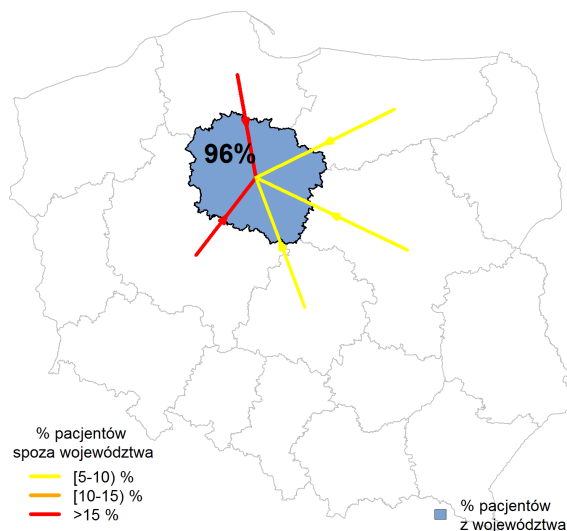 96%
% pacjentów
spoza województwa
[5-10) %
[10-15) %
>15 %
% pacjentów
z województwa